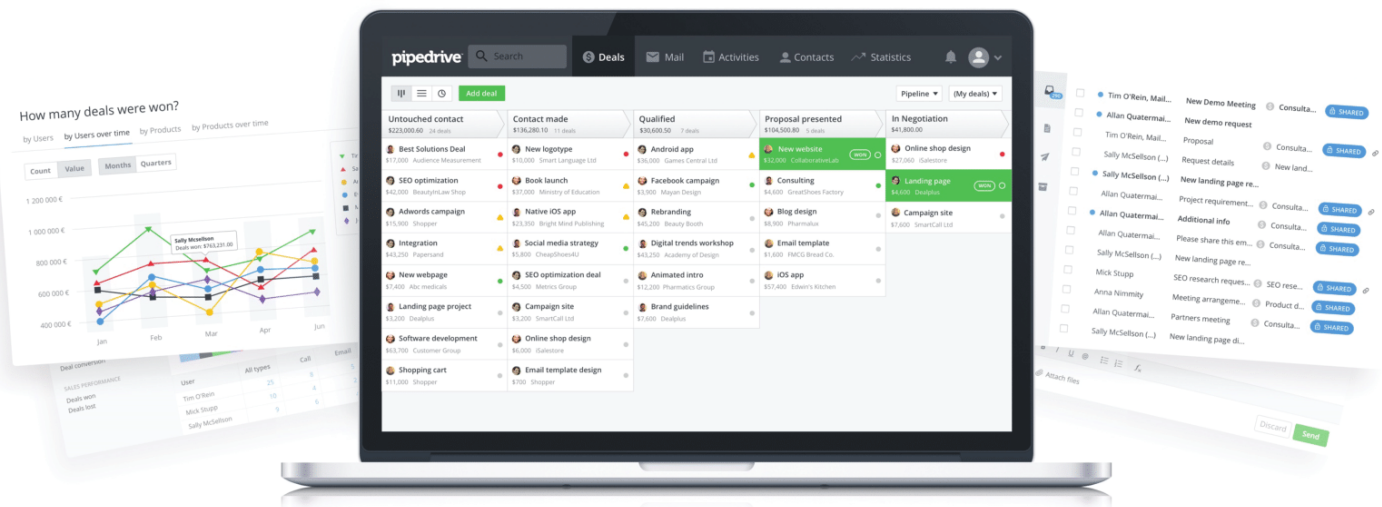 How many deals were won?
by Users by Users over time by Products by Products over time
Count Value Months Quarters
1 200 000 €
1 000 000 €
800 000 €
600 000 €
400 000 €
Sally Mcsellson
Deals won: $763,231.00
Jan Feb Mar Apr Jun
Deal conversion
SALES PERFORMANCE
Deals won
Deals lost
All types Call Email
User
Tim O'Rein 25
Mick Stupp 10
Sally McSellson
pipedrive Search Deals Mail Activities Contacts Statistics
Add deal Pipeline (My deals)
Untouched contact
$223,000.60 24 deals
Best Solutions Deal
$17,000 Audience Measurement
SEO optimization
$42,000 BeautyInLaw Shop
Adwords campaign
$15,900 Shopper
Integration
$43,250 Papersand
New webpage
$7,400 Abc medicals
Landing page project
$3,200 Dealplus
Software development
$63,700 Customer Group
Shopping cart
$11,000 Shopper
Contact made
$136,280.10 11 deals
New logotype
$10,000 Smart Language Ltd
Book launch
$37,000 Ministry of Education
Native iOS app
$23,350 Bright Mind Publishing
Social media strategy
$5,800 CheapShoes4U
SEO optimization deal
$4,500 Metrics Group
Campaign site
$3,200 SmartCall Ltd
Online shop design
$6,000 iSalestore
Email template design
$700 Shopper
Qualified
$30,600.50 7 deals
Android app
$36,000 Games Central Ltd
Facebook campaign
$3,900 Mayan Design
Rebranding
$45,200 Beauty Booth
Digital trends workshop
$43,250 Academy of Design
Animated intro
$12,200 Pharmatics Group
Brand guidelines
$7,600 Dealplus
Proposal presented
$104,500.80 5 deals
New website WON
$32,000 CollaborativeLab
Consulting
$4,600 GreatShoes Factory
Blog design
$8,900 Pharmalux
Email template
$1,600 FMCG Bread Co.
iOS app
$57,400 Edwin's Kitchen
In Negotiation
$41,800.00
Online shop design
$27,060 iSalestore
Landing page WON
$4,600 Dealplus
Campaign site
$7,600 SmartCall Ltd
Tim O'Rein, Mail... New Demo Meeting Consulta... SHARED
Allan Quatermai... New demo request
Tim O'Rein, Mail... Proposal Consulta... SHARED
Sally McSellson (...) Request details New land...
Sally McSellson (...) New landing page re...
Allan Quatermai... Project requirement... Consulta... SHARED
Allan Quatermai... Additional info Consulta... SHARED
Allan Quatermai... Please share this em... Consulta... SHARED
Sally McSellson (...) New landing page re...
Mick Stupp SEO research reques... SEO rese... SHARED
Anna Nimmity Meeting arrangeme... Product d... SHARED
Allan Quatermai... Partners meeting Consulta... SHARED
Sally McSellson (...) New landing page di...
Attach files
Discard Send